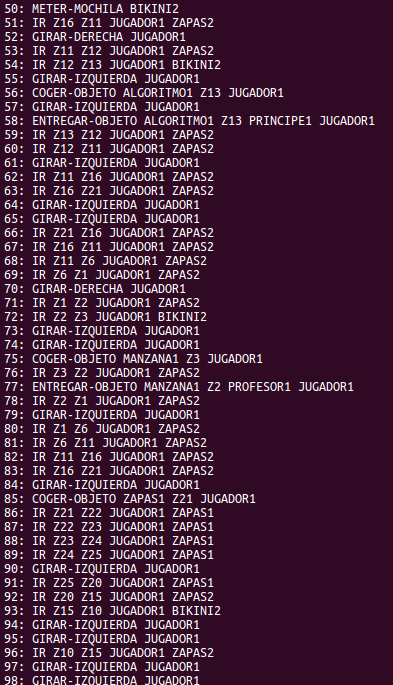 50: METER-MOCHILA BIKINI2
51: IR Z16 Z11 JUGADOR1 ZAPAS2
52: GIRAR-DERECHA JUGADOR1
53: IR Z11 Z12 JUGADOR1 ZAPAS2
54: IR Z12 Z13 JUGADOR1 BIKINI2
55: GIRAR-IZQUIERDA JUGADOR1
56: COGER-OBJETO ALGORITMO1 Z13 JUGADOR1
57: GIRAR-IZQUIERDA JUGADOR1
58: ENTREGAR-OBJETO ALGORITMO1 Z13 PRINCIPE1 JUGADOR1
59: IR Z13 Z12 JUGADOR1 ZAPAS2
60: IR Z12 Z11 JUGADOR1 ZAPAS2
61: GIRAR-IZQUIERDA JUGADOR1
62: IR Z11 Z16 JUGADOR1 ZAPAS2
63: IR Z16 Z21 JUGADOR1 ZAPAS2
64: GIRAR-IZQUIERDA JUGADOR1
65: GIRAR-IZQUIERDA JUGADOR1
66: IR Z21 Z16 JUGADOR1 ZAPAS2
67: IR Z16 Z11 JUGADOR1 ZAPAS2
68: IR Z11 Z6 JUGADOR1 ZAPAS2
69: IR Z6 Z1 JUGADOR1 ZAPAS2
70: GIRAR-DERECHA JUGADOR1
71: IR Z1 Z2 JUGADOR1 ZAPAS2
72: IR Z2 Z3 JUGADOR1 BIKINI2
73: GIRAR-IZQUIERDA JUGADOR1
74: GIRAR-IZQUIERDA JUGADOR1
75: COGER-OBJETO MANZANA1 Z3 JUGADOR1
76: IR Z3 Z2 JUGADOR1 ZAPAS2
77: ENTREGAR-OBJETO MANZANA1 Z2 PROFESOR1 JUGADOR1
78: IR Z2 Z1 JUGADOR1 ZAPAS2
79: GIRAR-IZQUIERDA JUGADOR1
80: IR Z1 Z6 JUGADOR1 ZAPAS2
81: IR Z6 Z11 JUGADOR1 ZAPAS2
82: IR Z11 Z16 JUGADOR1 ZAPAS2
83: IR Z16 Z21 JUGADOR1 ZAPAS2
84: GIRAR-IZQUIERDA JUGADOR1
85: COGER-OBJETO ZAPAS1 Z21 JUGADOR1
86: IR Z21 Z22 JUGADOR1 ZAPAS1
87: IR Z22 Z23 JUGADOR1 ZAPAS1
88: IR Z23 Z24 JUGADOR1 ZAPAS1
89: IR Z24 Z25 JUGADOR1 ZAPAS1
90: GIRAR-IZQUIERDA JUGADOR1
91: IR Z25 Z20 JUGADOR1 ZAPAS1
92: IR Z20 Z15 JUGADOR1 ZAPAS2
93: IR Z15 Z10 JUGADOR1 BIKINI2
94: GIRAR-IZQUIERDA JUGADOR1
95: GIRAR-IZQUIERDA JUGADOR1
96: IR Z10 Z15 JUGADOR1 ZAPAS2
97: GIRAR-IZQUIERDA JUGADOR1
98: GIRAR-IZQUIERDA JUGADOR1